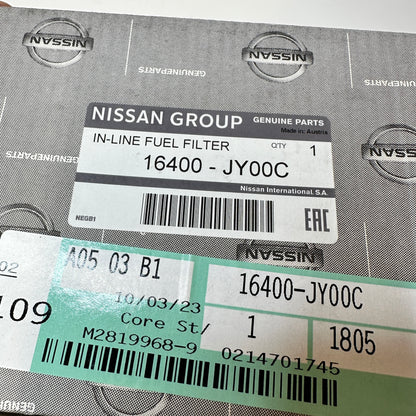 NISSAN
GENUINEPARTS
NISSAN
GENUINEPARTS
NISSAN
NISSAN GROUP GENUINE PARTS
Made in: Austria
IN-LINE FUEL FILTER QTY 1
16400 - JY00C
Nissan International S.A.
NEGB1
EAC
NISSAN
02
A05 03 B1
109
10/03/23
Core St/
M2819968-9
16400-JY00C
1
1805
0214701745